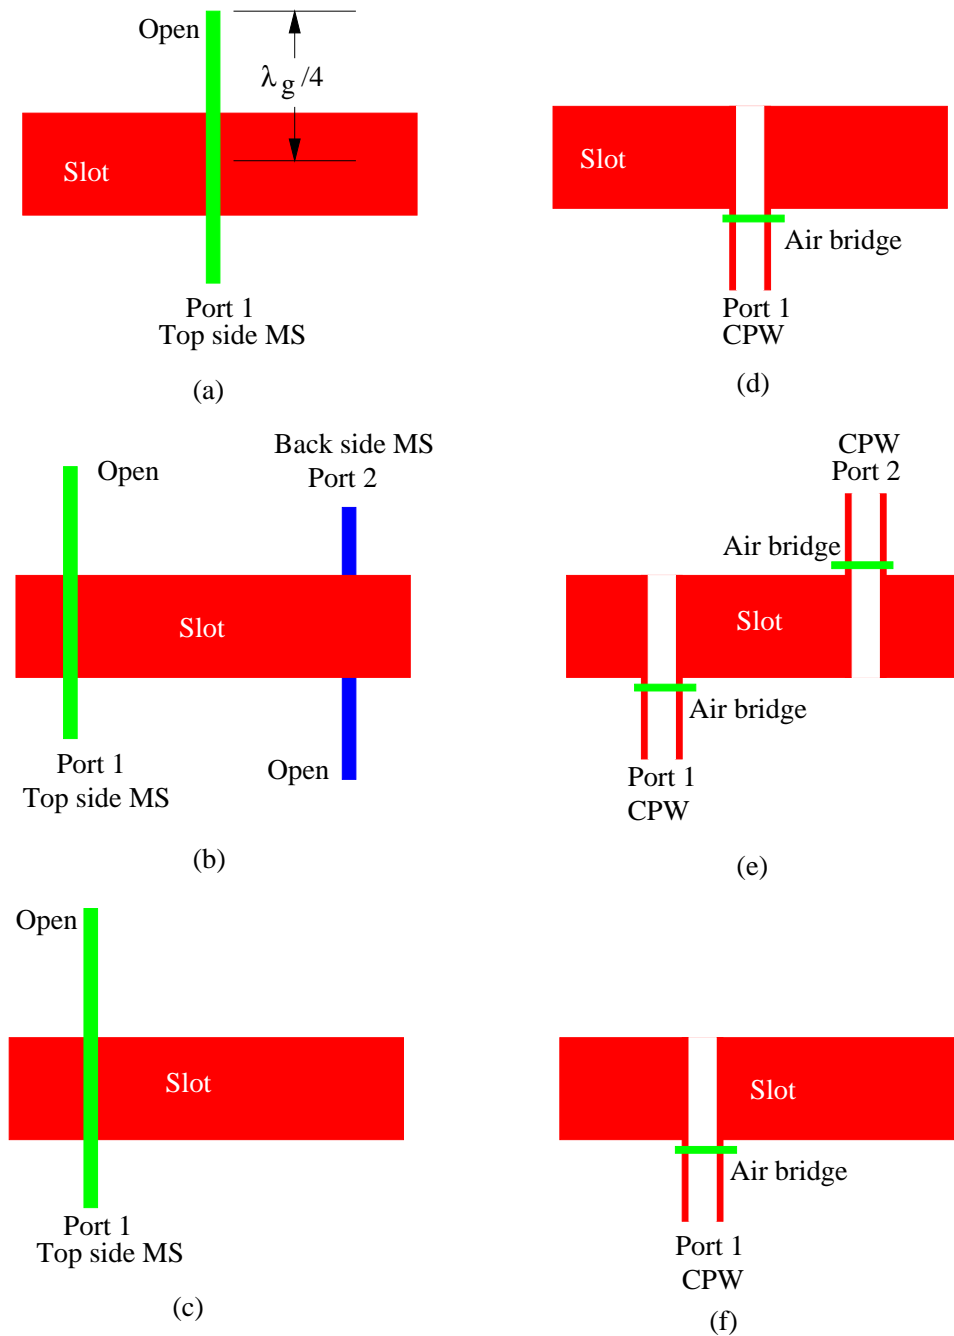 Open
λg/4
Slot
Port 1
Top side MS
(a)
Slot
Air bridge
Port 1
CPW
(d)
Back side MS
Port 2
Open
Slot
Open
Port 1
Top side MS
(b)
CPW
Port 2
Air bridge
Slot
Air bridge
Port 1
CPW
(e)
Open
Slot
Port 1
Top side MS
(c)
Slot
Air bridge
Port 1
CPW
(f)